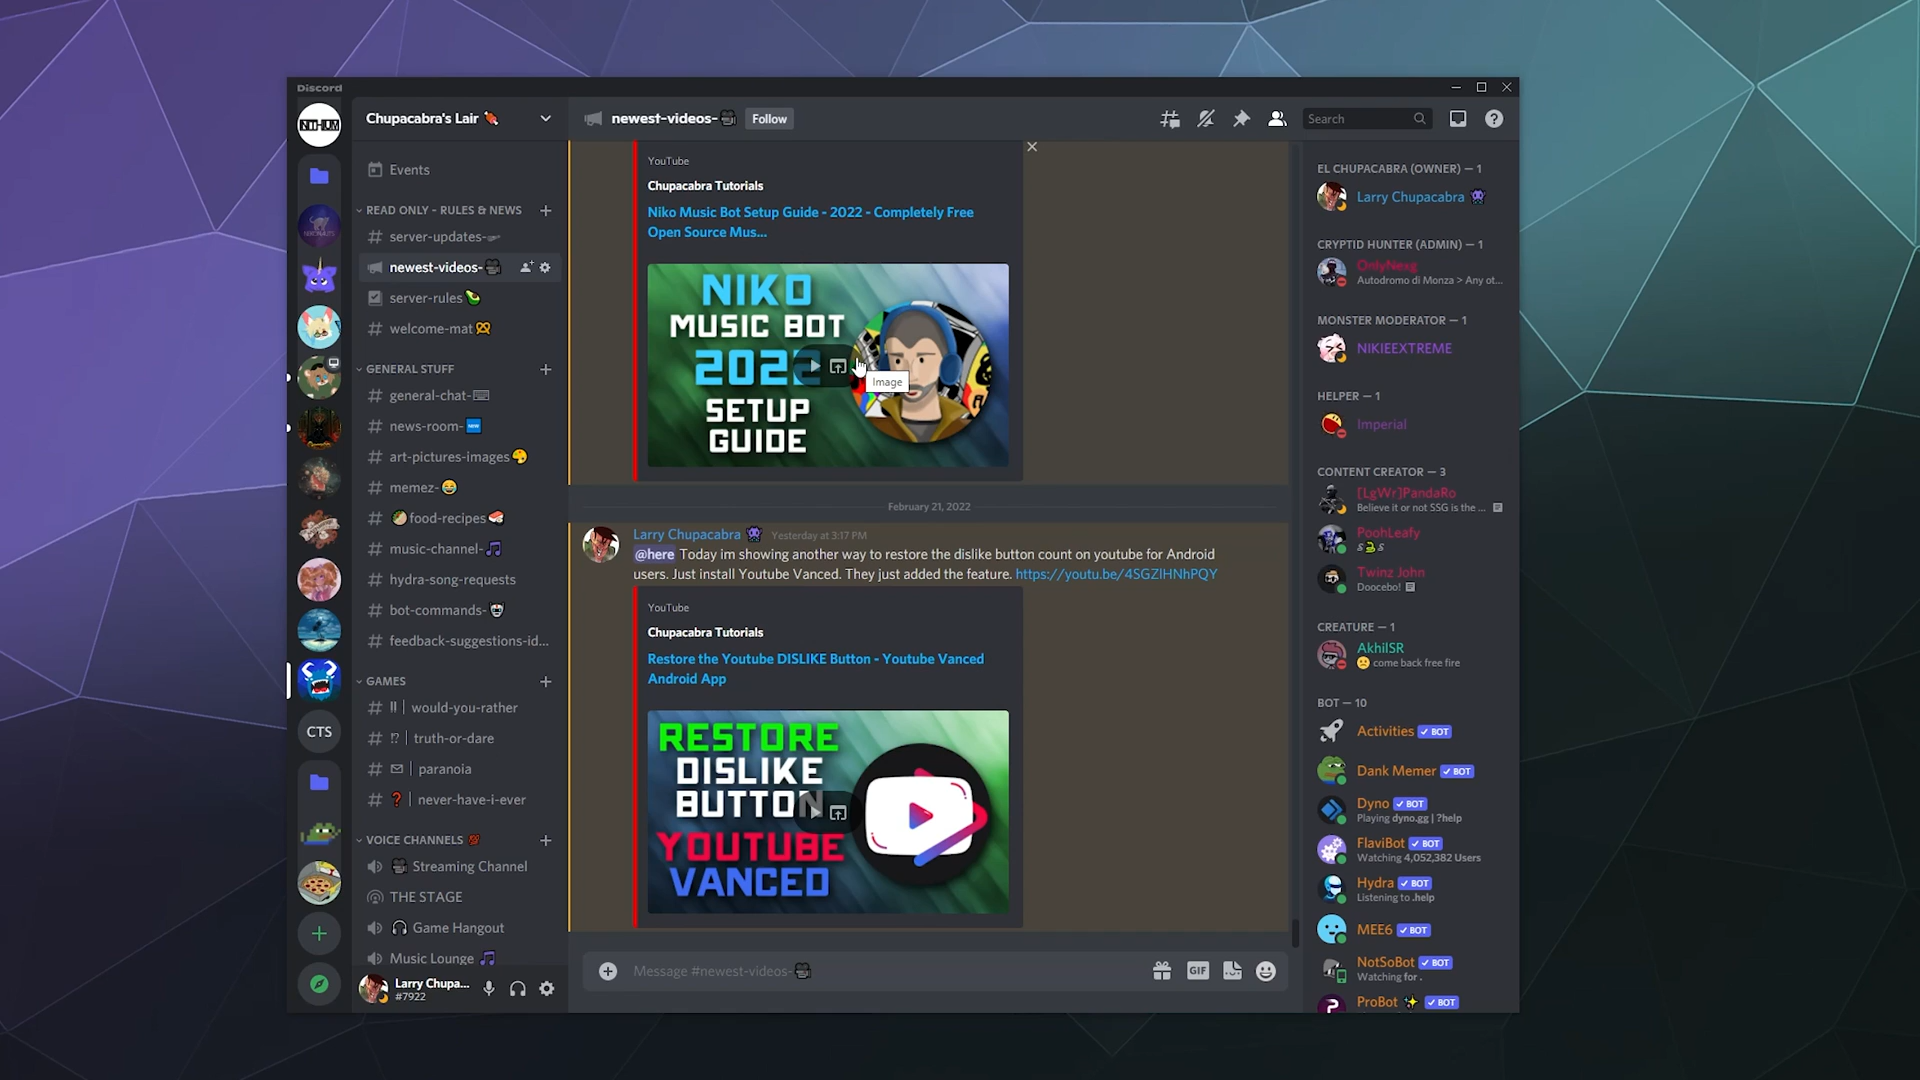 Discord
Chupacabra's Lair
Events
READ ONLY - RULES & NEWS
server-updates-
newest-videos-
server-rules
welcome-mat
GENERAL STUFF
general-chat-
news-room-
art-pictures-images
memez-
food-recipes
music-channel-
hydra-song-requests
bot-commands-
feedback-suggestions-id...
GAMES
would-you-rather
truth-or-dare
paranoia
never-have-i-ever
VOICE CHANNELS
Streaming Channel
THE STAGE
Game Hangout
Music Lounge
Larry Chupa...
#7922
CTS
newest-videos-
Follow
Search
YouTube
Chupacabra Tutorials
Niko Music Bot Setup Guide - 2022 - Completely Free
Open Source Mus...
NIKO
MUSIC BOT
2022
SETUP
GUIDE
Image
February 21, 2022
Larry Chupacabra Yesterday at 3:17 PM
@here Today im showing another way to restore the dislike button count on youtube for Android
users. Just install Youtube Vanced. They just added the feature. https://youtu.be/4SGZIHNhPQY
YouTube
Chupacabra Tutorials
Restore the Youtube DISLIKE Button - Youtube Vanced
Android App
RESTORE
DISLIKE
BUTTON
YOUTUBE
VANCED
Message #newest-videos-
GIF
EL CHUPACABRA (OWNER) — 1
Larry Chupacabra
CRYPTID HUNTER (ADMIN) — 1
OnlyNexg
Autodromo di Monza > Any ot...
MONSTER MODERATOR — 1
NIKIEEXTREME
HELPER — 1
Imperial
CONTENT CREATOR — 3
[LgWr]PandaRo
Believe it or not SSG is the ...
PoohLeafy
Twinz John
Doocebo!
CREATURE — 1
AkhilSR
come back free fire
BOT — 10
Activities BOT
Dank Memer BOT
Dyno BOT
Playing dyno.gg | ?help
FlaviBot BOT
Watching 4,052,382 Users
Hydra BOT
Listening to .help
MEE6 BOT
NotSoBot BOT
Watching for .
ProBot BOT